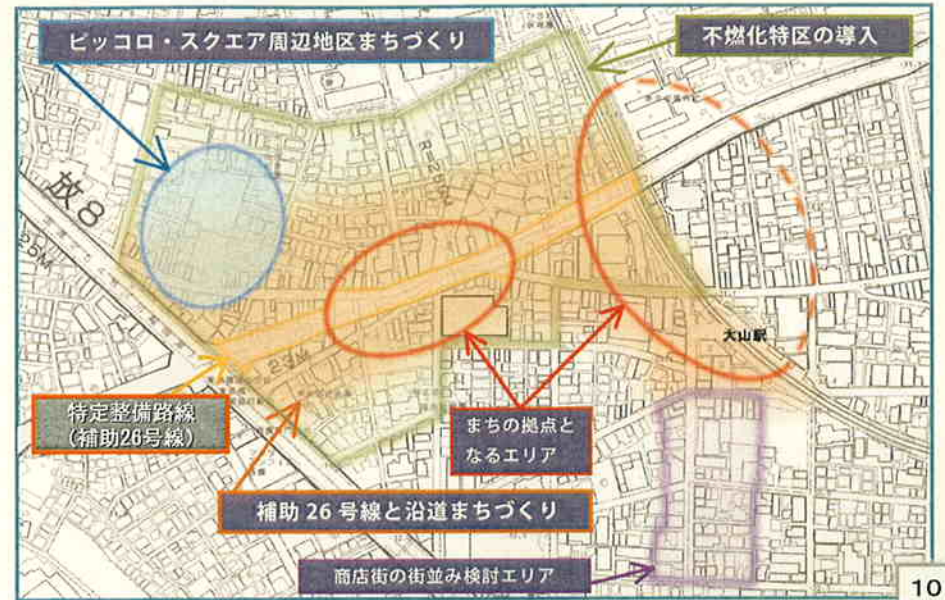 ピッコロ・スクエア周辺地区まちづくり
不燃化特区の導入
放8
25M
23M
大山駅
特定整備路線
(補助26号線)
まちの拠点と
なるエリア
補助 26 号線と沿道まちづくり
商店街の街並み検討エリア
10